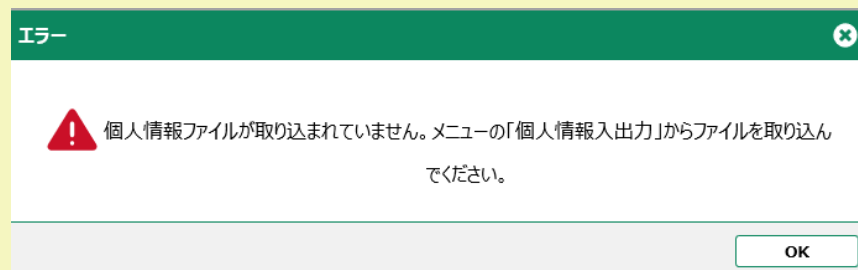 エラー
個人情報ファイルが取り込まれていません。メニューの「個人情報入出力」からファイルを取り込ん
でください。
OK